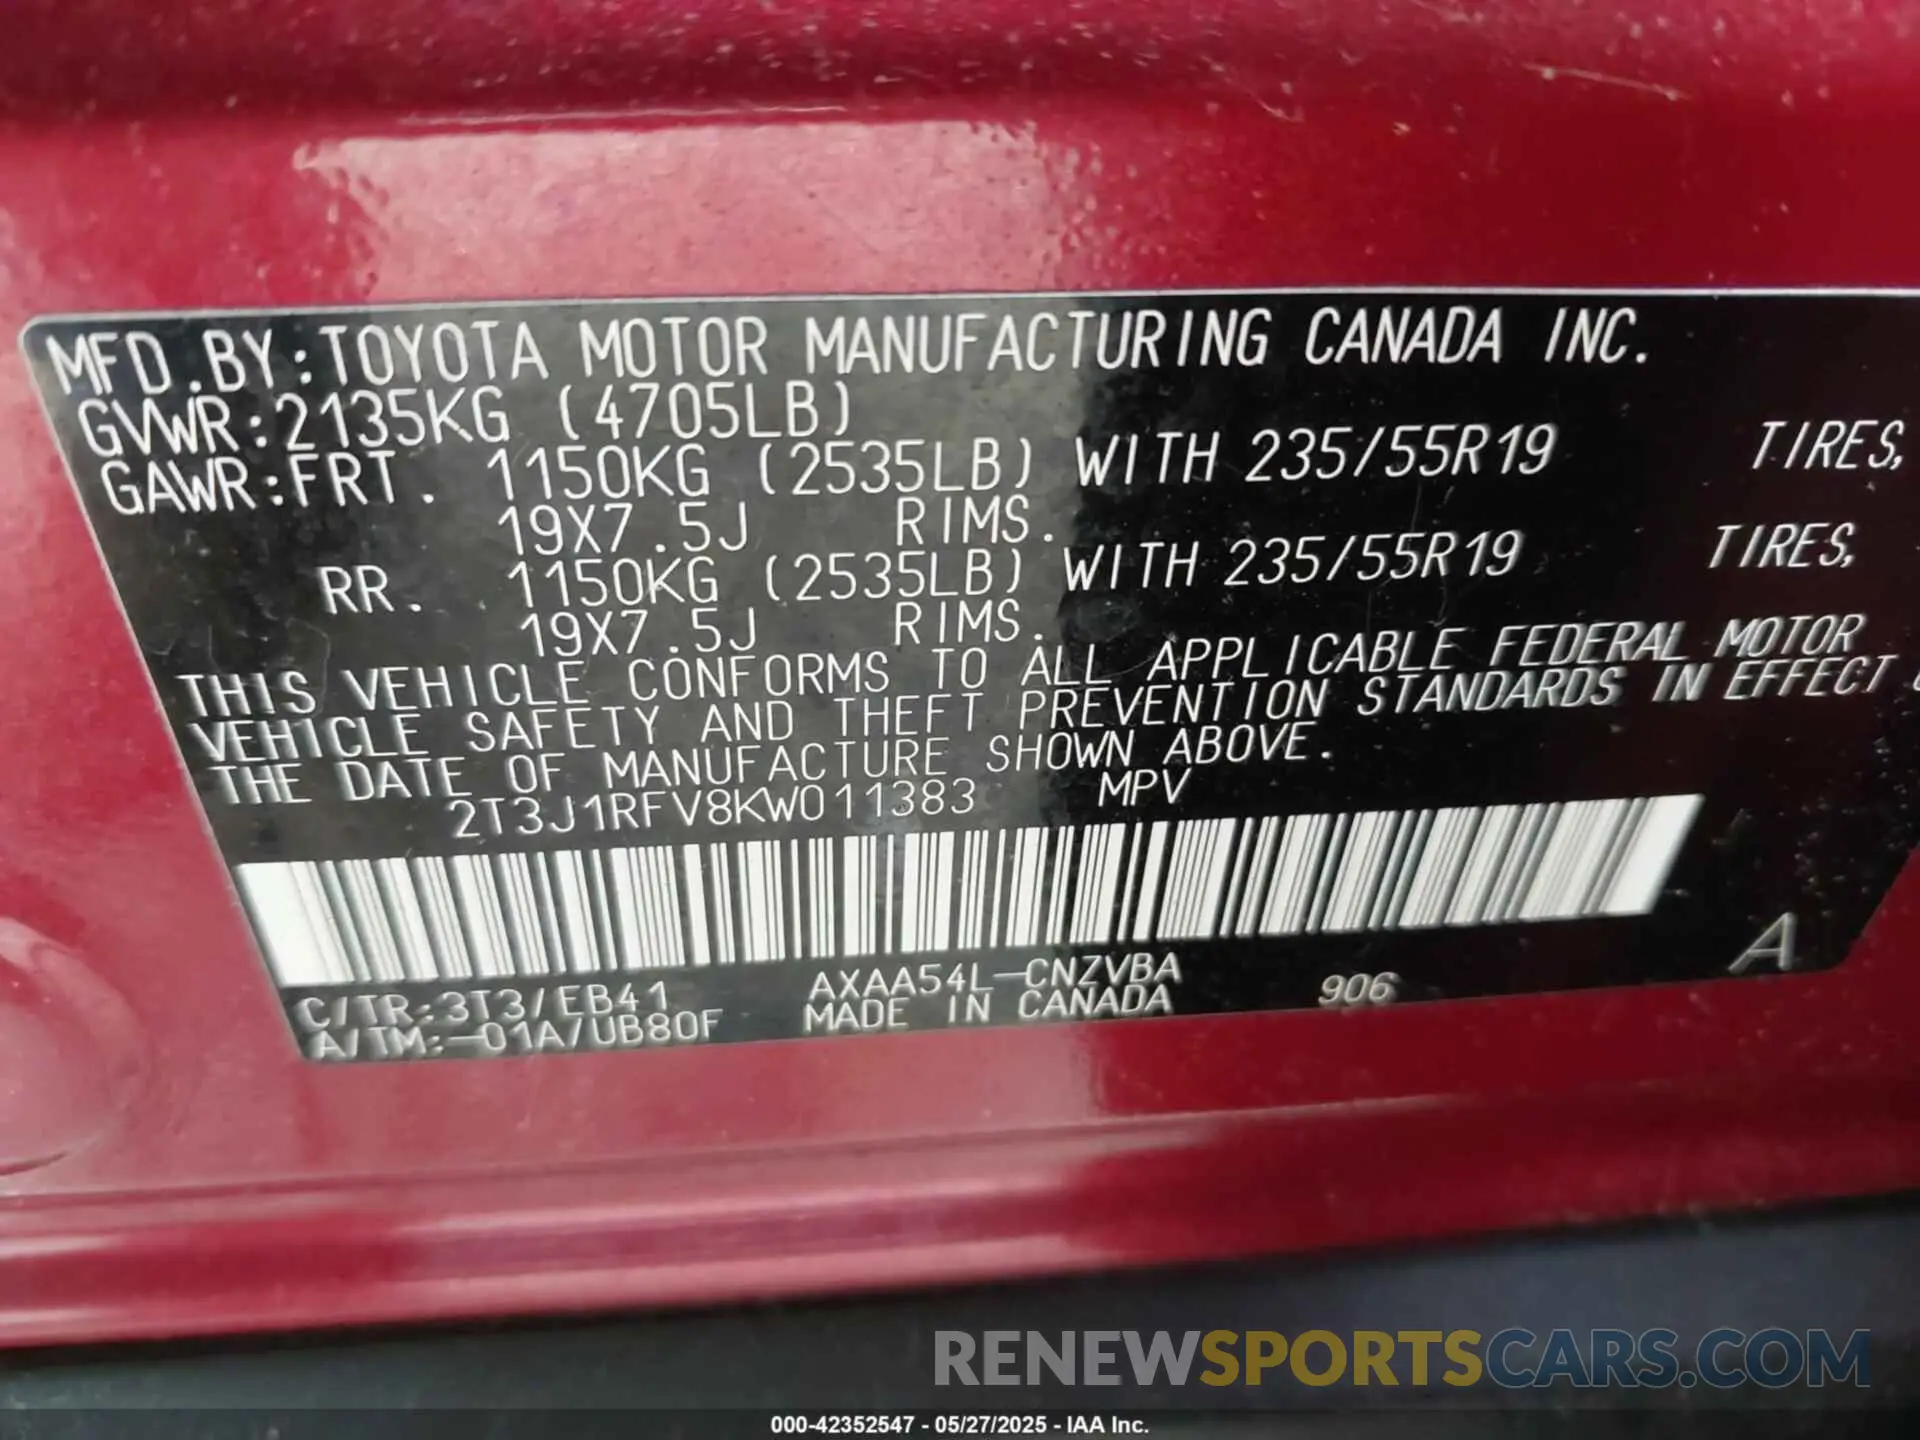 MFD.BY:TOYOTA MOTOR MANUFACTURING CANADA INC.
GVWR:2135KG (4705LB)
GAWR:FRT. 1150KG (2535LB) WITH 235/55R19 TIRES,
19X7.5J RIMS.
RR. 1150KG (2535LB) WITH 235/55R19 TIRES,
19X7.5J RIMS.
THIS VEHICLE CONFORMS TO ALL APPLICABLE FEDERAL MOTOR
VEHICLE SAFETY AND THEFT PREVENTION STANDARDS IN EFFECT
THE DATE OF MANUFACTURE SHOWN ABOVE.
2T3J1RFV8KW011383 MPV
C/TR:3T3/EB41 AXAA54L-CNZVBA 906 A
A/TM:-01A/UB80F MADE IN CANADA
RENEWSPORTSCARS.COM
000-42352547 - 05/27/2025 - IAA Inc.